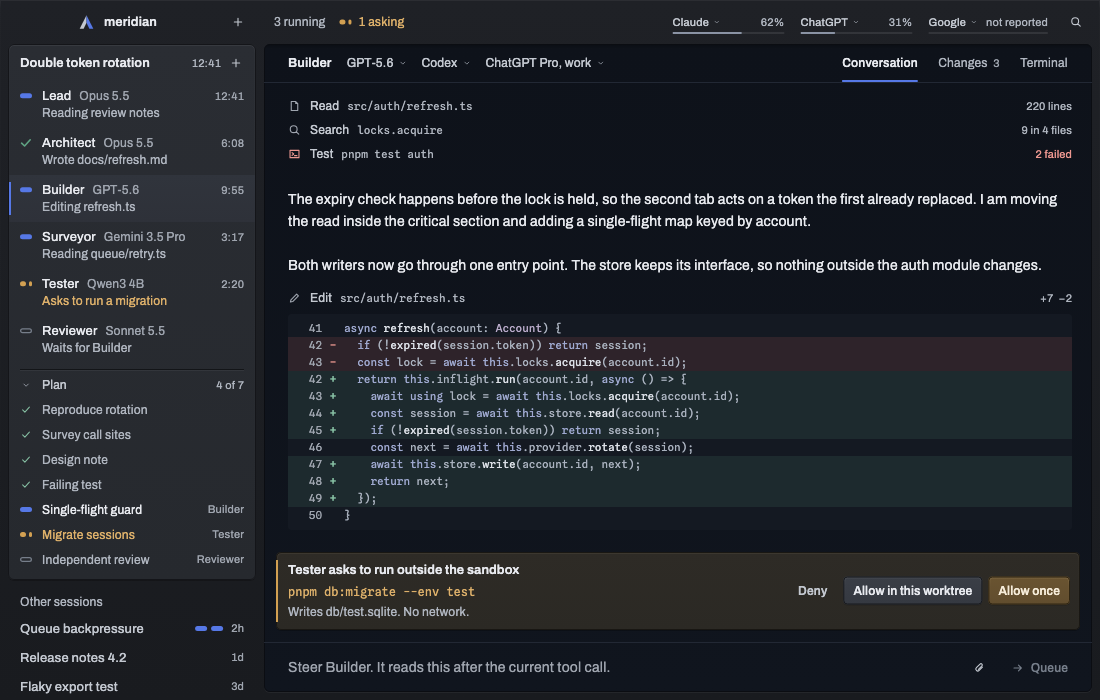 meridian +
3 running 1 asking
Claude 62% ChatGPT 31% Google not reported
Double token rotation 12:41 +
Lead Opus 5.5 12:41
Reading review notes
Architect Opus 5.5 6:08
Wrote docs/refresh.md
Builder GPT-5.6 9:55
Editing refresh.ts
Surveyor Gemini 3.5 Pro 3:17
Reading queue/retry.ts
Tester Qwen3 4B 2:20
Asks to run a migration
Reviewer Sonnet 5.5
Waits for Builder
Plan 4 of 7
Reproduce rotation
Survey call sites
Design note
Failing test
Single-flight guard Builder
Migrate sessions Tester
Independent review Reviewer
Other sessions
Queue backpressure 2h
Release notes 4.2 1d
Flaky export test 3d
Builder GPT-5.6 Codex ChatGPT Pro, work
Conversation Changes 3 Terminal
Read src/auth/refresh.ts 220 lines
Search locks.acquire 9 in 4 files
Test pnpm test auth 2 failed
The expiry check happens before the lock is held, so the second tab acts on a token the first already replaced. I am moving
the read inside the critical section and adding a single-flight map keyed by account.
Both writers now go through one entry point. The store keeps its interface, so nothing outside the auth module changes.
Edit src/auth/refresh.ts +7 −2
41 async refresh(account: Account) {
42 − if (!expired(session.token)) return session;
43 − const lock = await this.locks.acquire(account.id);
42 + return this.inflight.run(account.id, async () => {
43 + await using lock = await this.locks.acquire(account.id);
44 + const session = await this.store.read(account.id);
45 + if (!expired(session.token)) return session;
46 const next = await this.provider.rotate(session);
47 + await this.store.write(account.id, next);
48 + return next;
49 + });
50 }
Tester asks to run outside the sandbox
pnpm db:migrate --env test
Writes db/test.sqlite. No network.
Deny Allow in this worktree Allow once
Steer Builder. It reads this after the current tool call.
→ Queue